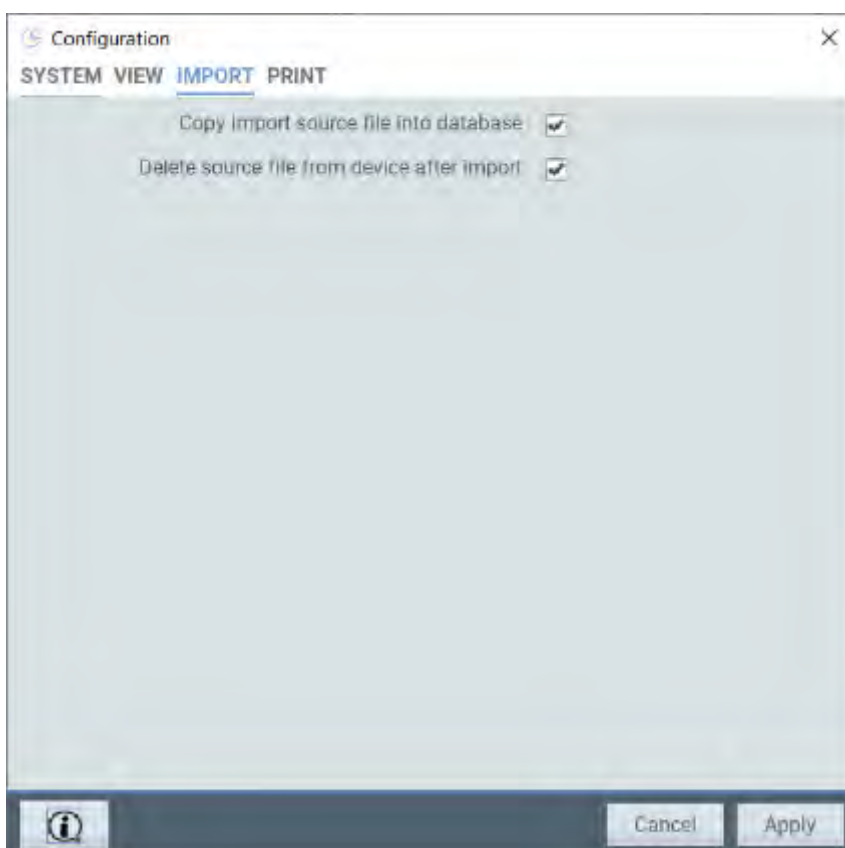 Configuration
SYSTEM VIEW IMPORT PRINT
Copy import source file into database
Delete source file from device after import
Cancel Apply